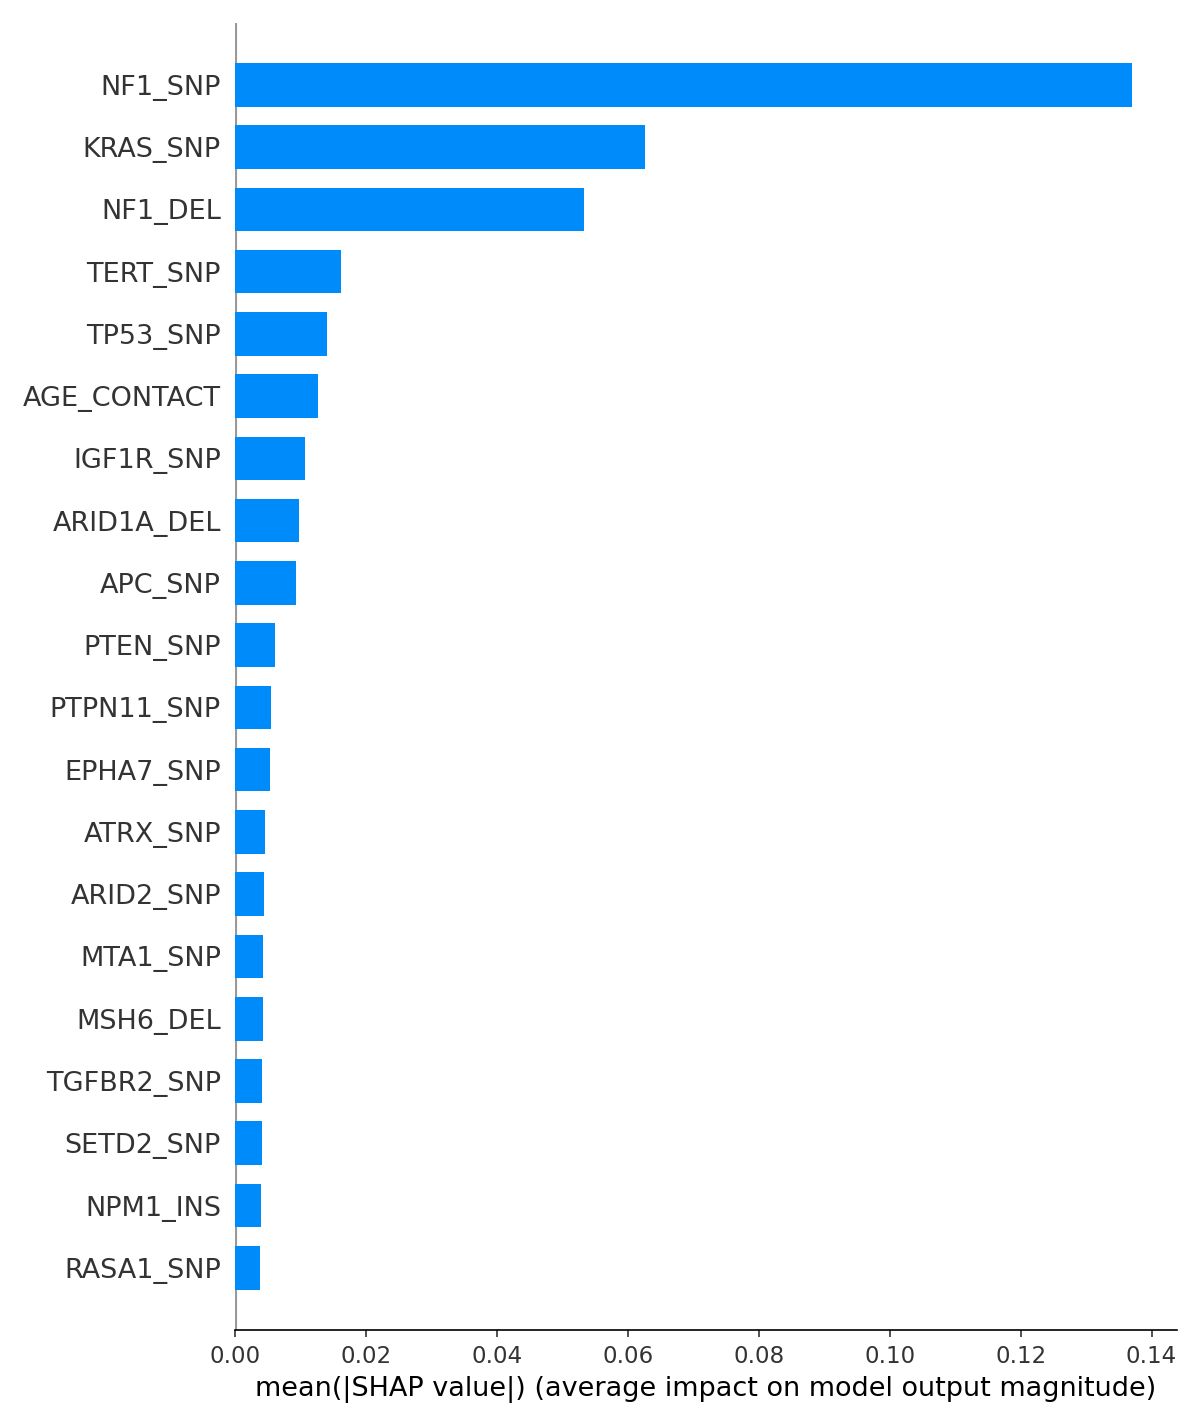 NF1_SNP
KRAS_SNP
NF1_DEL
TERT_SNP
TP53_SNP
AGE_CONTACT
IGF1R_SNP
ARID1A_DEL
APC_SNP
PTEN_SNP
PTPN11_SNP
EPHA7_SNP
ATRX_SNP
ARID2_SNP
MTA1_SNP
MSH6_DEL
TGFBR2_SNP
SETD2_SNP
NPM1_INS
RASA1_SNP
0.00 0.02 0.04 0.06 0.08 0.10 0.12 0.14
mean(|SHAP value|) (average impact on model output magnitude)